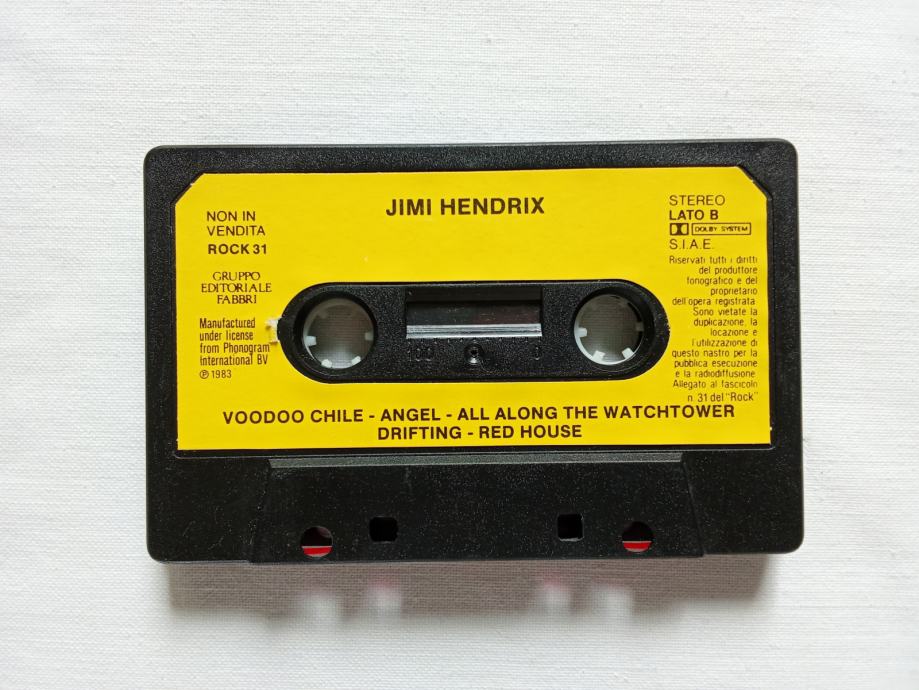 JIMI HENDRIX
NON IN
VENDITA
ROCK 31
GRUPPO
EDITORIALE
FABBRI
Manufactured
under license
from Phonogram
International BV
℗ 1983
STEREO
LATO B
DOLBY SYSTEM
S.I.A.E.
Riservati tutti i diritti
del produttore
fonografico e del
proprietario
dell'opera registrata.
Sono vietate la
duplicazione, la
locazione e
l'utilizzazione di
questo nastro per la
pubblica esecuzione
e la radiodiffusione.
Allegato al fascicolo
n. 31 del "Rock"
100 0
VOODOO CHILE - ANGEL - ALL ALONG THE WATCHTOWER
DRIFTING - RED HOUSE